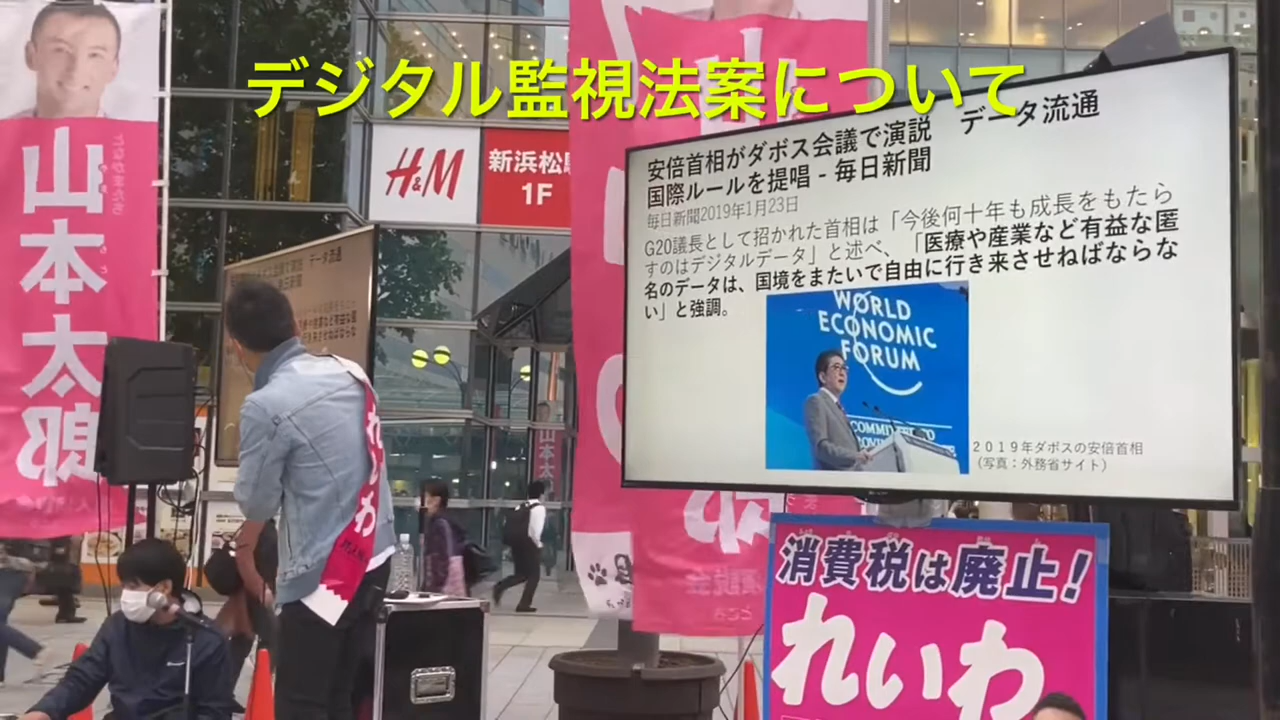 デジタル監視法案について
安倍首相がダボス会議で演説　データ流通
国際ルールを提唱 - 毎日新聞
毎日新聞2019年1月23日
G20議長として招かれた首相は「今後何十年も成長をもたら
すのはデジタルデータ」と述べ、「医療や産業など有益な匿
名のデータは、国境をまたいで自由に行き来させねばならな
い」と強調。
WORLD
ECONOMIC
FORUM
COMMITTED TO
2019年ダボスの安倍首相
（写真：外務省サイト）
H&M
新浜松駅
1F
山本太郎
れいわ
消費税は廃止！
れいわ